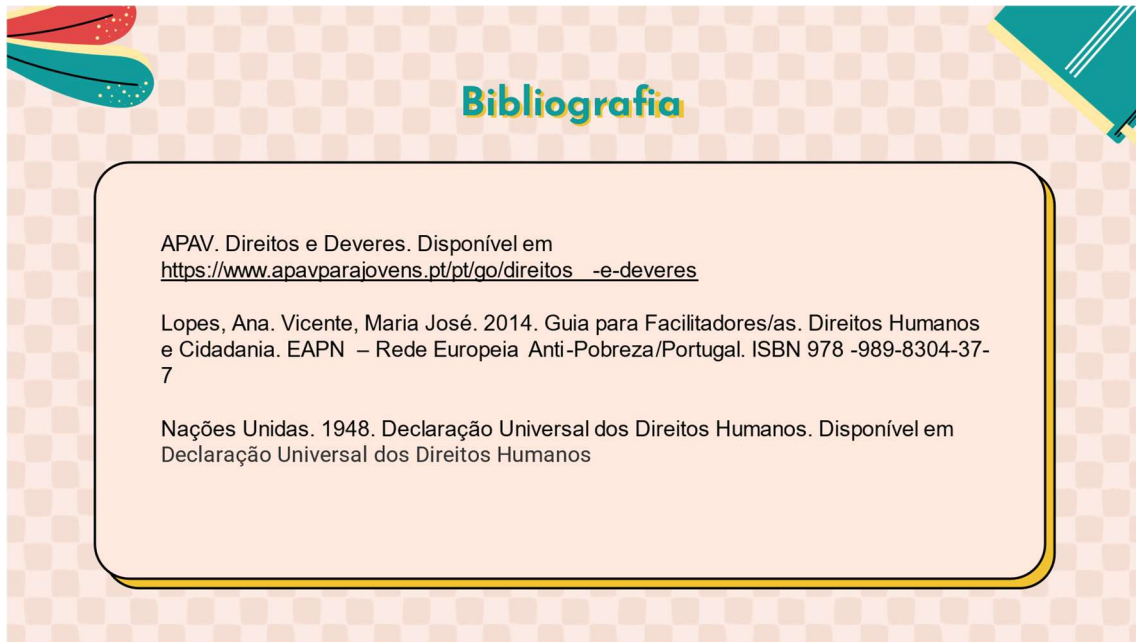 Bibliografia
APAV. Direitos e Deveres. Disponível em
https://www.apavparajovens.pt/pt/go/direitos -e-deveres
Lopes, Ana. Vicente, Maria José. 2014. Guia para Facilitadores/as. Direitos Humanos
e Cidadania. EAPN – Rede Europeia Anti-Pobreza/Portugal. ISBN 978 -989-8304-37-
7
Nações Unidas. 1948. Declaração Universal dos Direitos Humanos. Disponível em
Declaração Universal dos Direitos Humanos